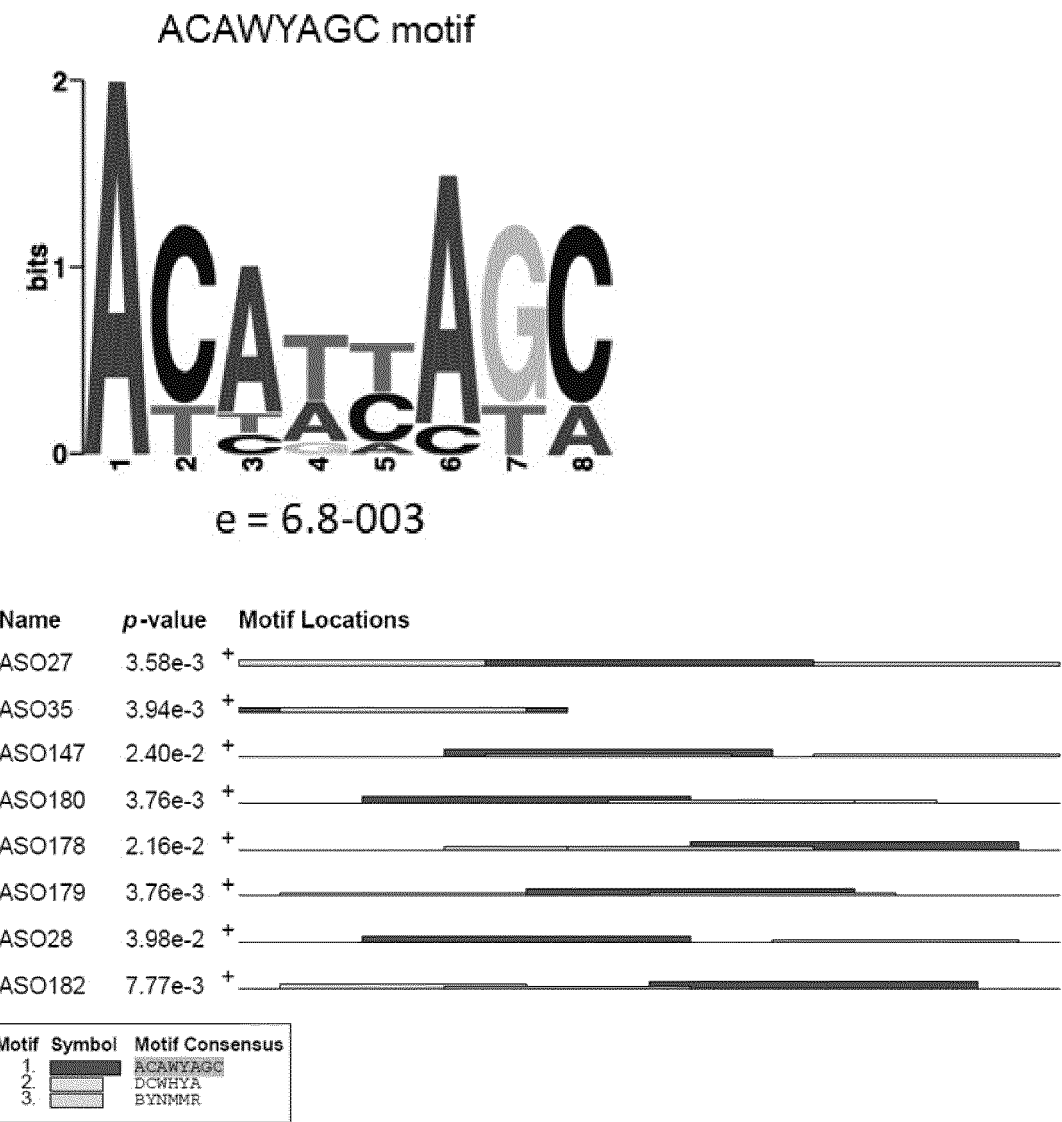 ACAWYAGC motif
2
bits
1
0
A C A T T A G C
T T A C C T A
C G A
1 2 3 4 5 6 7 8
e = 6.8-003
Name p-value Motif Locations
ASO27 3.58e-3 +
ASO35 3.94e-3 +
ASO147 2.40e-2 +
ASO180 3.76e-3 +
ASO178 2.16e-2 +
ASO179 3.76e-3 +
ASO28 3.98e-2 +
ASO182 7.77e-3 +
Motif Symbol Motif Consensus
1. ACAWYAGC
2. DCWHYA
3. BYNMMR